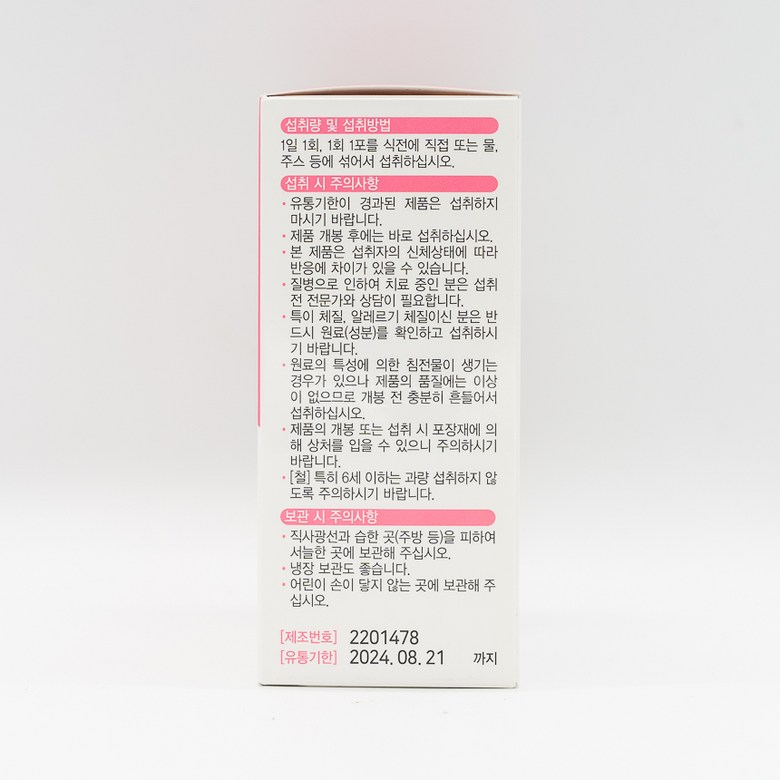 섭취량 및 섭취방법
1일 1회, 1회 1포를 식전에 직접 또는 물,
주스 등에 섞어서 섭취하십시오.
섭취 시 주의사항
• 유통기한이 경과된 제품은 섭취하지
마시기 바랍니다.
• 제품 개봉 후에는 바로 섭취하십시오.
• 본 제품은 섭취자의 신체상태에 따라
반응에 차이가 있을 수 있습니다.
• 질병으로 인하여 치료 중인 분은 섭취
전 전문가와 상담이 필요합니다.
• 특이 체질, 알레르기 체질이신 분은 반
드시 원료(성분)를 확인하고 섭취하시
기 바랍니다.
• 원료의 특성에 의한 침전물이 생기는
경우가 있으나 제품의 품질에는 이상
이 없으므로 개봉 전 충분히 흔들어서
섭취하십시오.
• 제품의 개봉 또는 섭취 시 포장재에 의
해 상처를 입을 수 있으니 주의하시기
바랍니다.
• [철] 특히 6세 이하는 과량 섭취하지 않
도록 주의하시기 바랍니다.
보관 시 주의사항
• 직사광선과 습한 곳(주방 등)을 피하여
서늘한 곳에 보관해 주십시오.
• 냉장 보관도 좋습니다.
• 어린이 손이 닿지 않는 곳에 보관해 주
십시오.
[제조번호] 2201478
[유통기한] 2024. 08. 21 까지